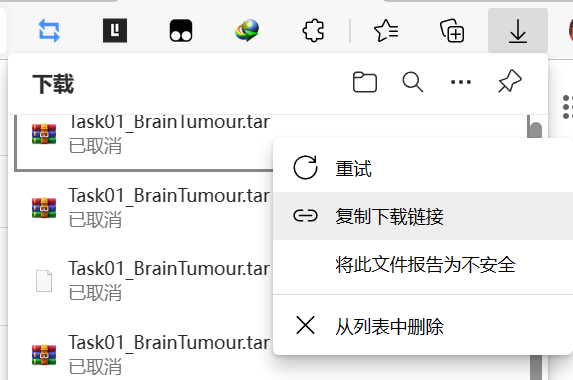 下载
Task01_BrainTumour.tar
已取消
Task01_BrainTumour.tar
已取消
Task01_BrainTumour.tar
已取消
Task01_BrainTumour.tar
已取消
重试
复制下载链接
将此文件报告为不安全
从列表中删除